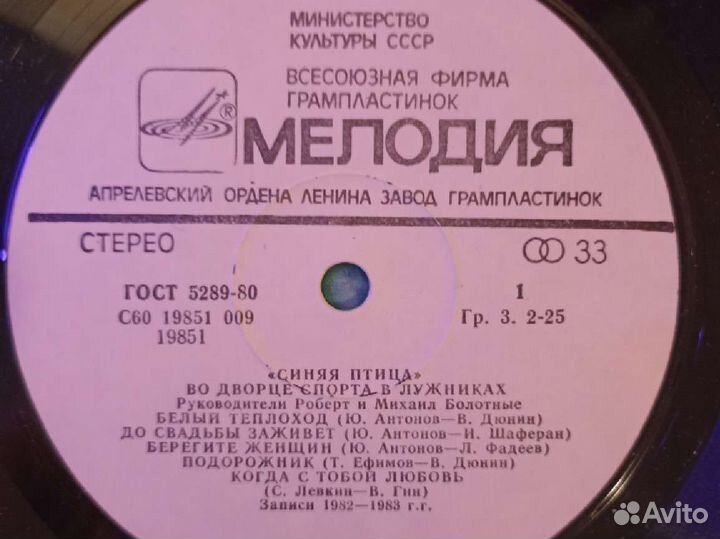 МИНИСТЕРСТВО
КУЛЬТУРЫ СССР
ВСЕСОЮЗНАЯ ФИРМА
ГРАМПЛАСТИНОК
® МЕЛОДИЯ
АПРЕЛЕВСКИЙ ОРДЕНА ЛЕНИНА ЗАВОД ГРАМПЛАСТИНОК
СТЕРЕО 33
ГОСТ 5289-80 1
С60 19851 009 Гр. 3. 2-25
19851
«СИНЯЯ ПТИЦА»
ВО ДВОРЦЕ СПОРТА В ЛУЖНИКАХ
Руководители Роберт и Михаил Болотные
БЕЛЫЙ ТЕПЛОХОД (Ю. Антонов—В. Дюнин)
ДО СВАДЬБЫ ЗАЖИВЕТ (Ю. Антонов—И. Шаферан)
БЕРЕГИТЕ ЖЕНЩИН (Ю. Антонов—Л. Фадеев)
ПОДОРОЖНИК (Т. Ефимов—В. Дюнин)
КОГДА С ТОБОЙ ЛЮБОВЬ
(С. Левкин—В. Гин)
Записи 1982—1983 г.г.
Avito